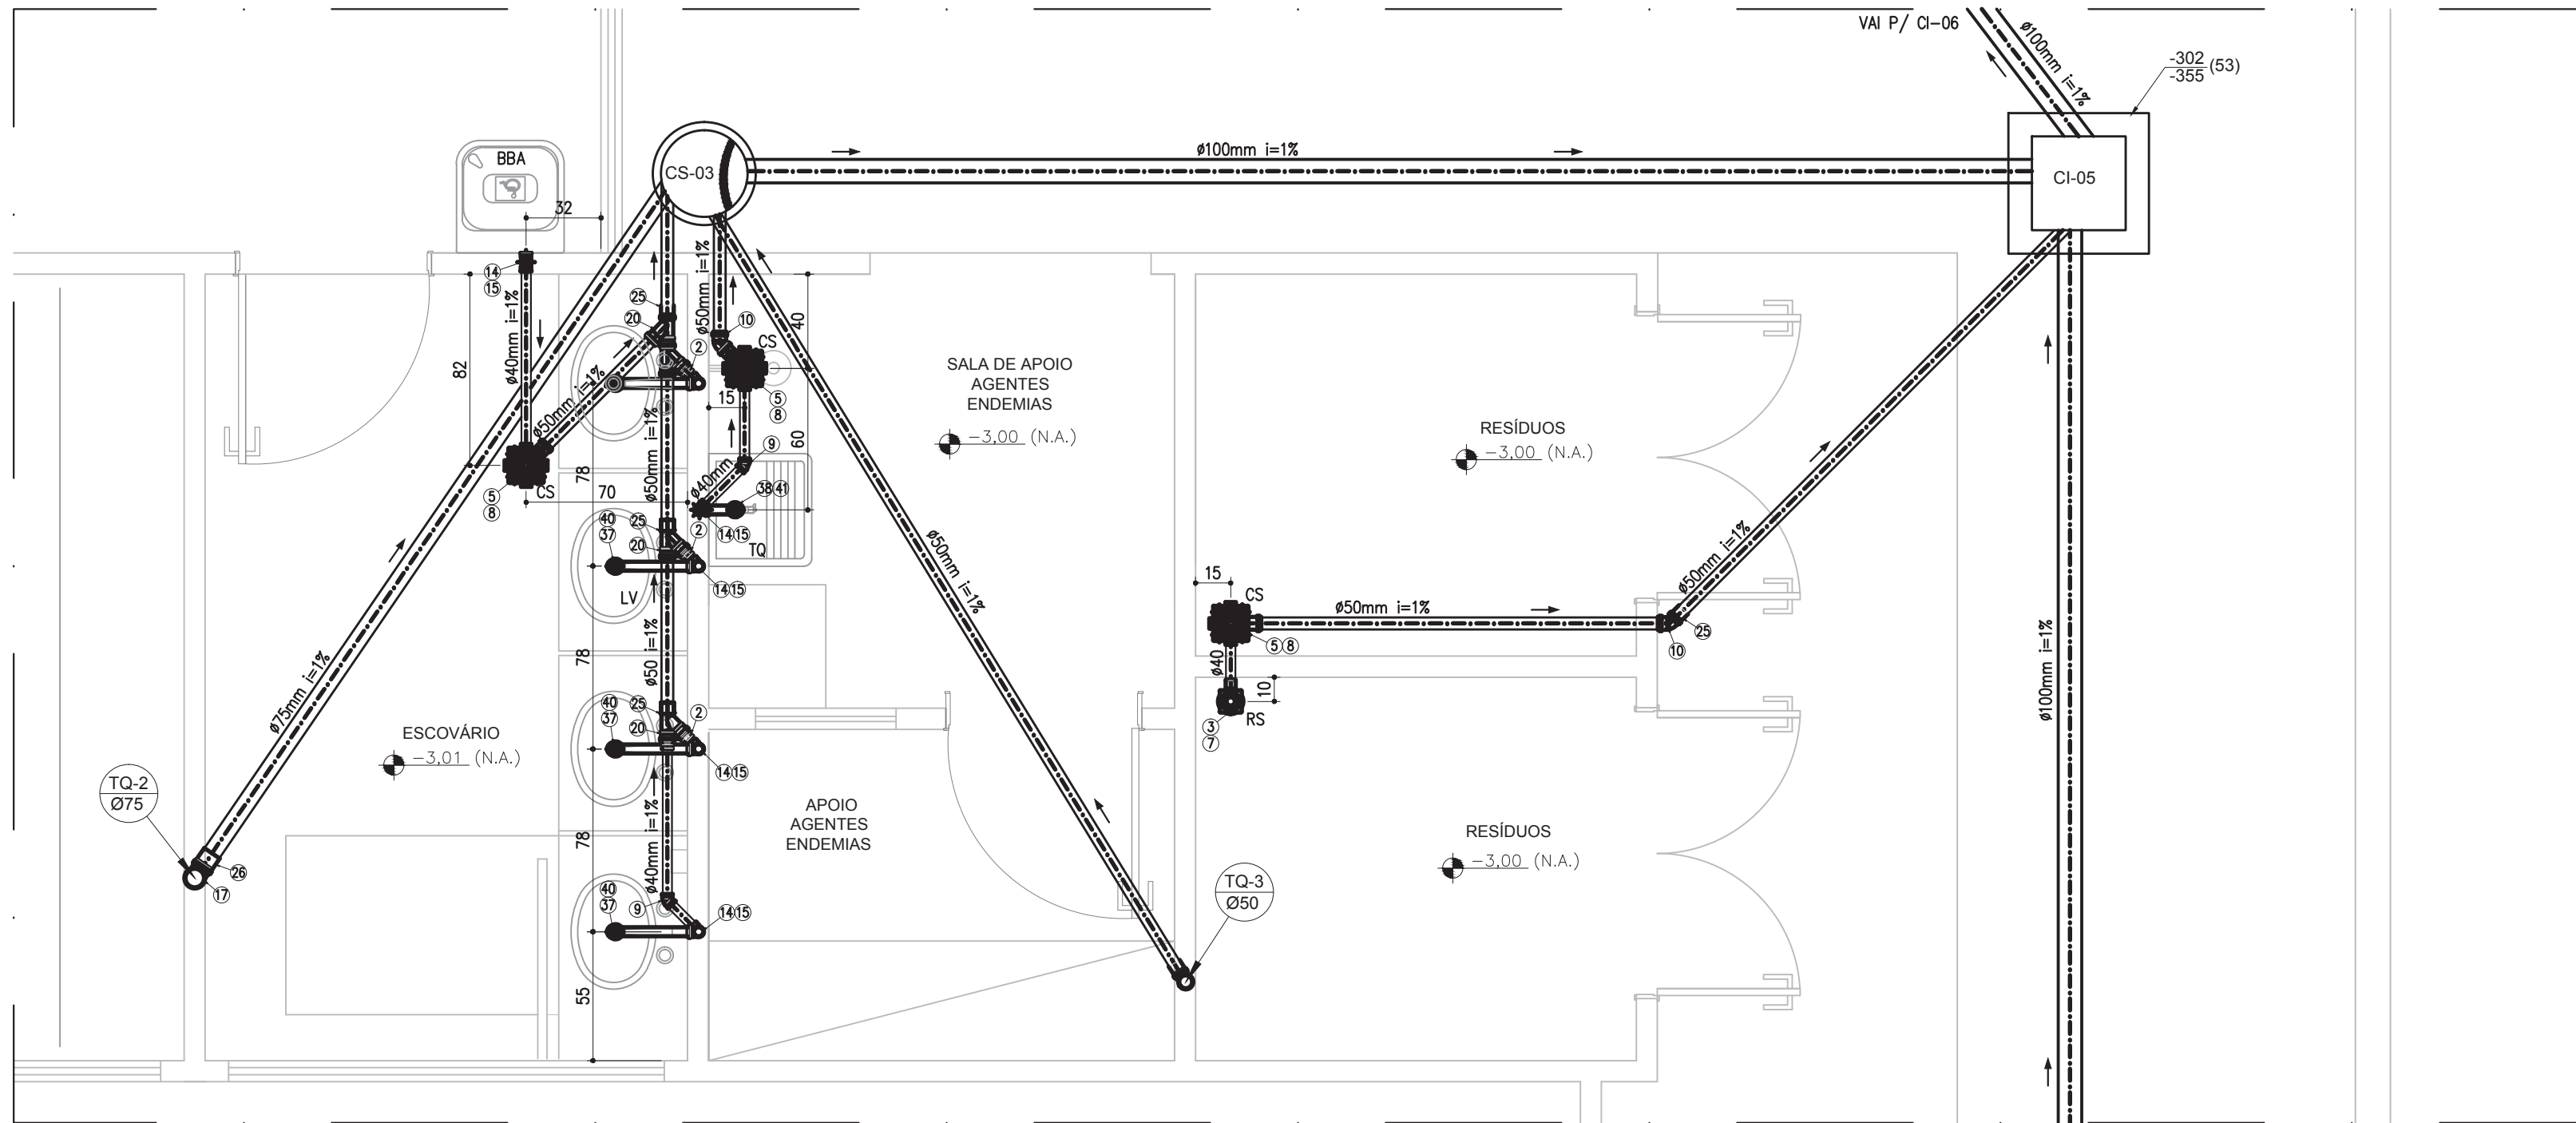 VAI P/ CI-06
ø100mm i=1%
-302
-355
(53)
BBA
CS-03
ø100mm i=1%
CI-05
32
14
15
ø40mm i=1%
82
25
20
ø50mm i=1%
10
CS
40
2
5
8
15
ø50mm i=1%
ø50mm i=1%
78
CS
5
8
70
60
9
ø40mm
38 41
14 15
TQ
SALA DE APOIO
AGENTES
ENDEMIAS
-3,00 (N.A.)
RESÍDUOS
-3,00 (N.A.)
40
37
25
20
2
14 15
LV
ø50mm i=1%
ø50mm i=1%
15
CS
5 8
ø50mm i=1%
25
10
ø40
10
RS
3
7
ø100mm i=1%
78
ø50 i=1%
ø75mm i=1%
ESCOVÁRIO
-3,01 (N.A.)
40
37
25
20
2
14 15
TQ-2
Ø75
26
17
78
ø40mm i=1%
APOIO
AGENTES
ENDEMIAS
RESÍDUOS
-3,00 (N.A.)
TQ-3
Ø50
40
37
9
14 15
55